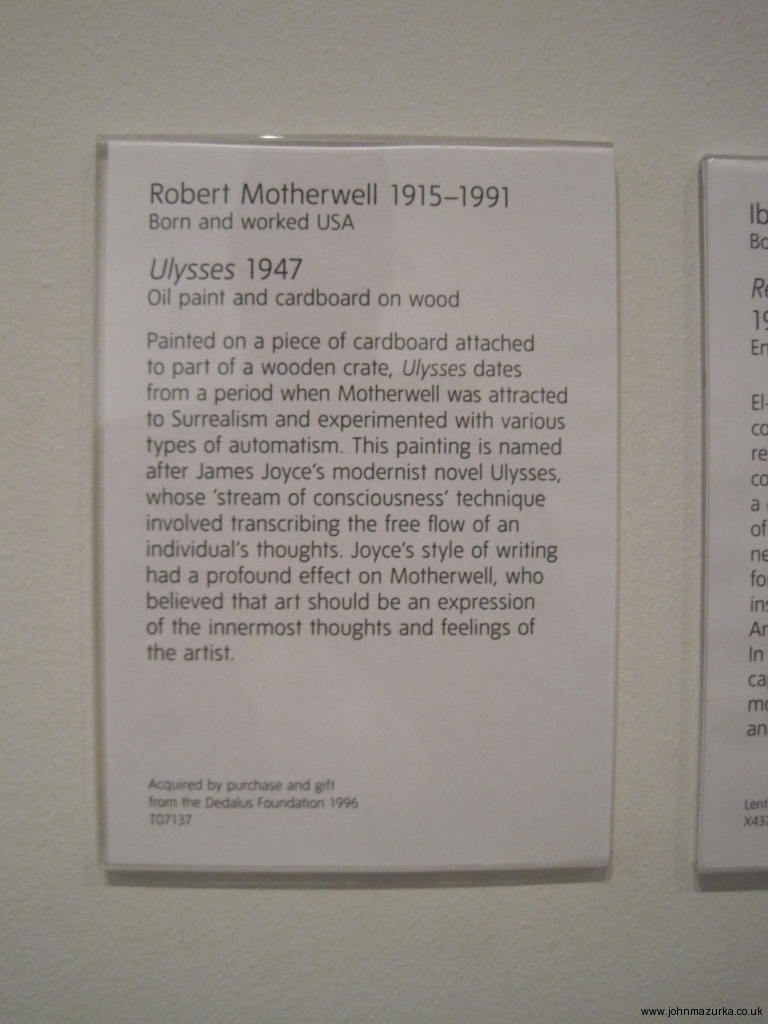 Robert Motherwell 1915–1991
Born and worked USA
Ulysses 1947
Oil paint and cardboard on wood
Painted on a piece of cardboard attached
to part of a wooden crate, Ulysses dates
from a period when Motherwell was attracted
to Surrealism and experimented with various
types of automatism. This painting is named
after James Joyce's modernist novel Ulysses,
whose 'stream of consciousness' technique
involved transcribing the free flow of an
individual's thoughts. Joyce's style of writing
had a profound effect on Motherwell, who
believed that art should be an expression
of the innermost thoughts and feelings of
the artist.
Acquired by purchase and gift
from the Dedalus Foundation 1996
T07137
www.johnmazurka.co.uk